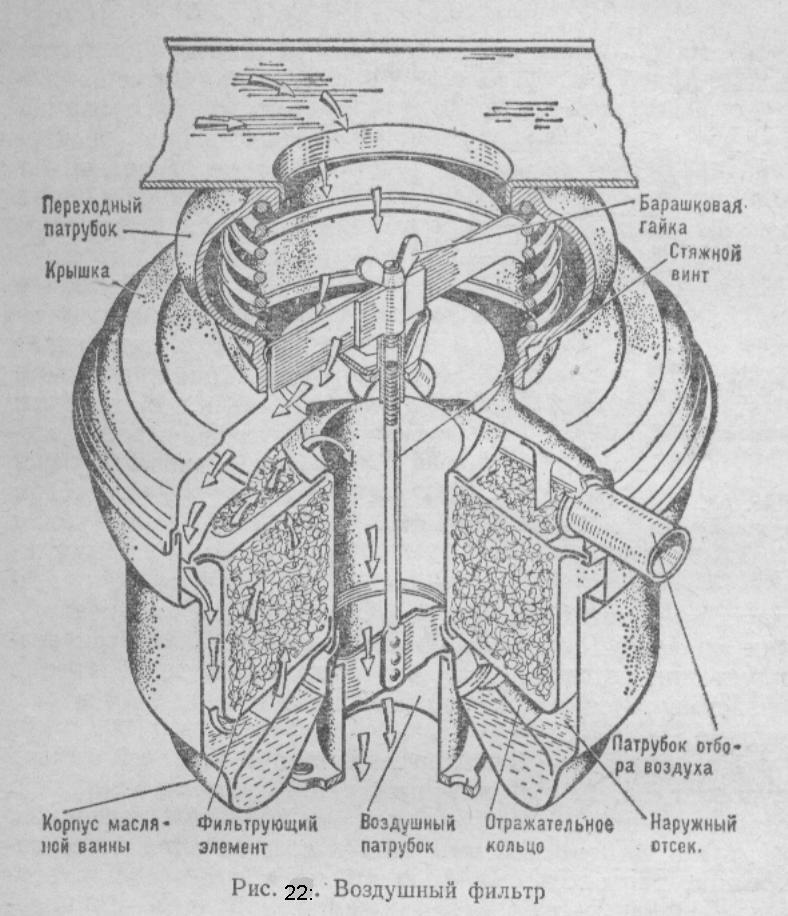 Переходный
патрубок
Крышка
Барашковая
гайка
Стяжной
винт
Патрубок отбо-
ра воздуха
Корпус масля-
ной ванны
Фильтрующий
элемент
Воздушный
патрубок
Отражательное
кольцо
Наружный
отсек.
Рис. 22:. Воздушный фильтр